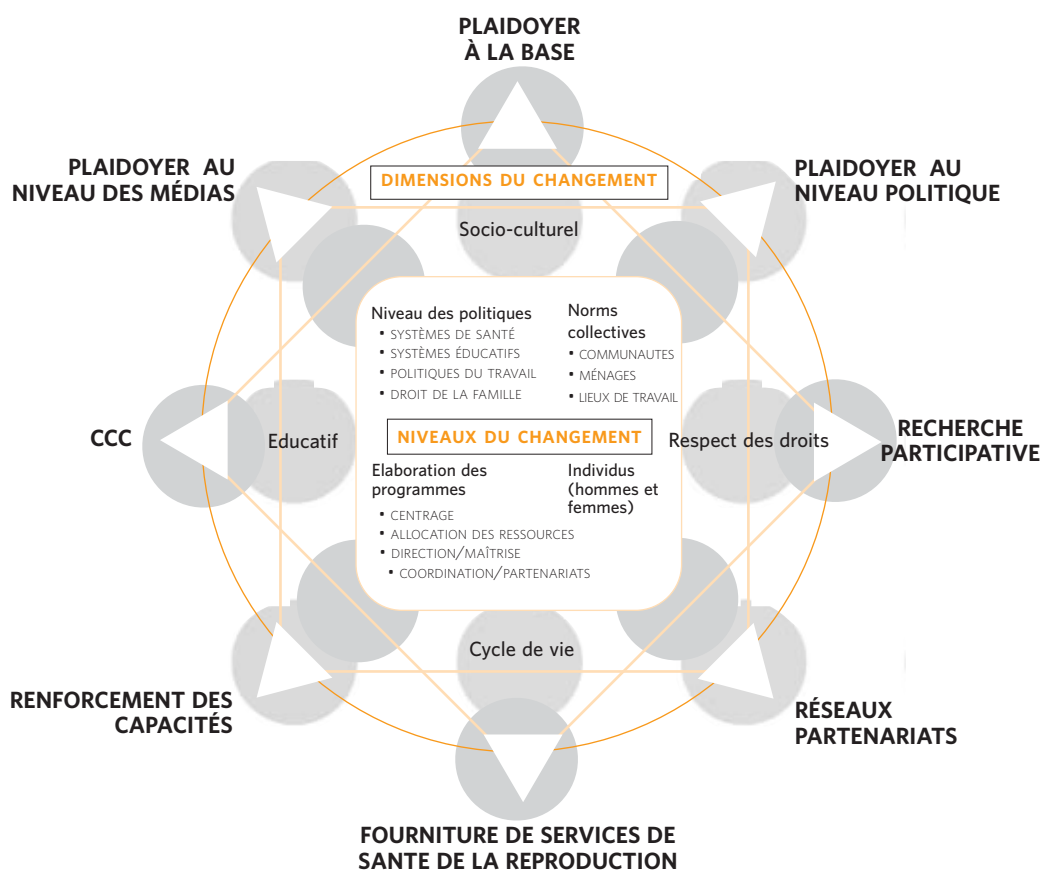 PLAIDOYER
À LA BASE
PLAIDOYER AU
NIVEAU DES MÉDIAS
PLAIDOYER AU
NIVEAU POLITIQUE
DIMENSIONS DU CHANGEMENT
Socio-culturel
Niveau des politiques
• SYSTÈMES DE SANTÉ
• SYSTÈMES ÉDUCATIFS
• POLITIQUES DU TRAVAIL
• DROIT DE LA FAMILLE
Norms
collectives
• COMMUNAUTES
• MÉNAGES
• LIEUX DE TRAVAIL
CCC
Educatif
NIVEAUX DU CHANGEMENT
Respect des droits
RECHERCHE
PARTICIPATIVE
Elaboration des
programmes
• CENTRAGE
• ALLOCATION DES RESSOURCES
• DIRECTION/MAÎTRISE
• COORDINATION/PARTENARIATS
Individus
(hommes et
femmes)
Cycle de vie
RENFORCEMENT DES
CAPACITÉS
RÉSEAUX
PARTENARIATS
FOURNITURE DE SERVICES DE
SANTE DE LA REPRODUCTION